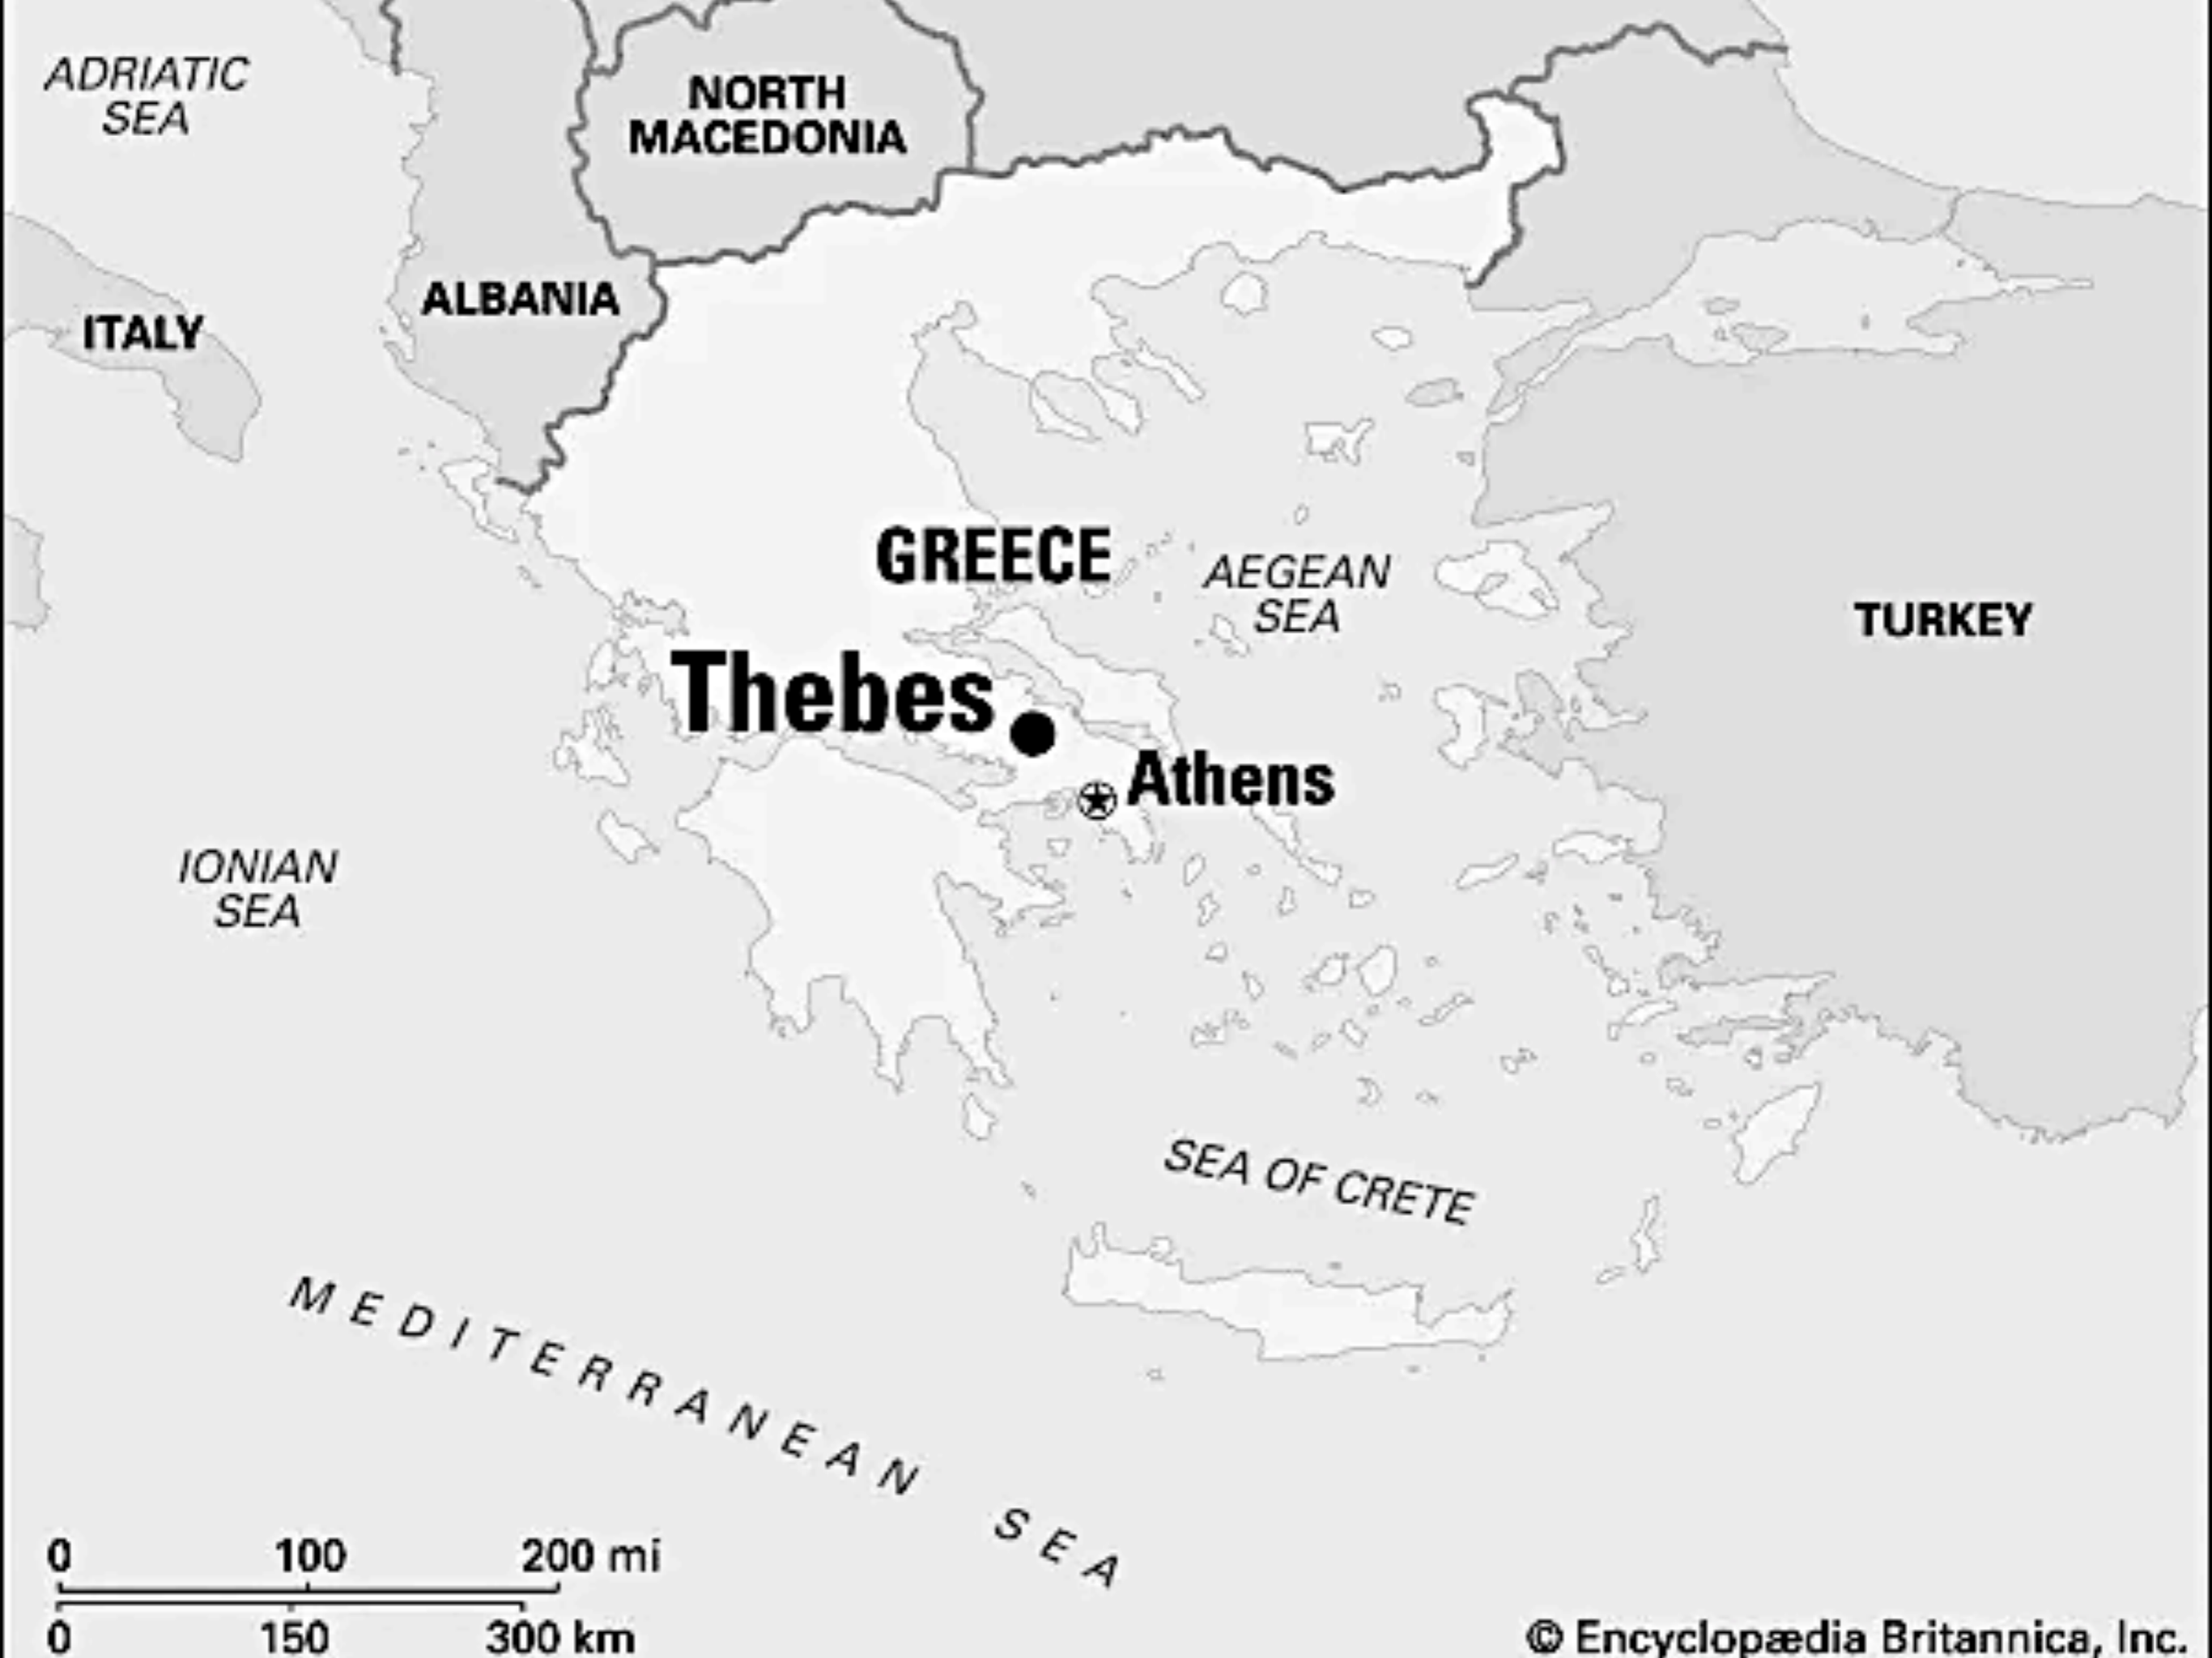 ADRIATIC
SEA
NORTH
MACEDONIA
ALBANIA
ITALY
GREECE
AEGEAN
SEA
TURKEY
Thebes
Athens
IONIAN
SEA
SEA OF CRETE
MEDITERRANEAN SEA
0 100 200 mi
0 150 300 km
© Encyclopædia Britannica, Inc.